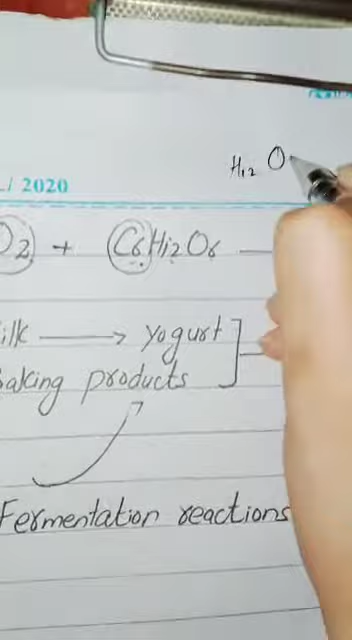 H12 O
/ 2020
O2 + C6H12O6
ilk → yogurt
aking products
Fermentation reactions